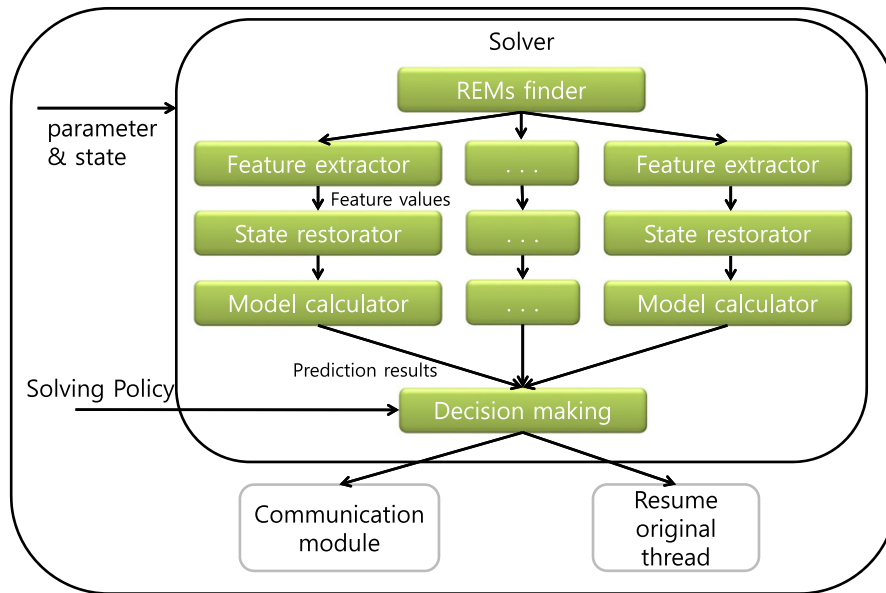 Solver
REMs finder
parameter
& state
Feature extractor
. . .
Feature extractor
Feature values
State restorator
. . .
State restorator
Model calculator
. . .
Model calculator
Prediction results
Solving Policy
Decision making
Communication
module
Resume
original
thread